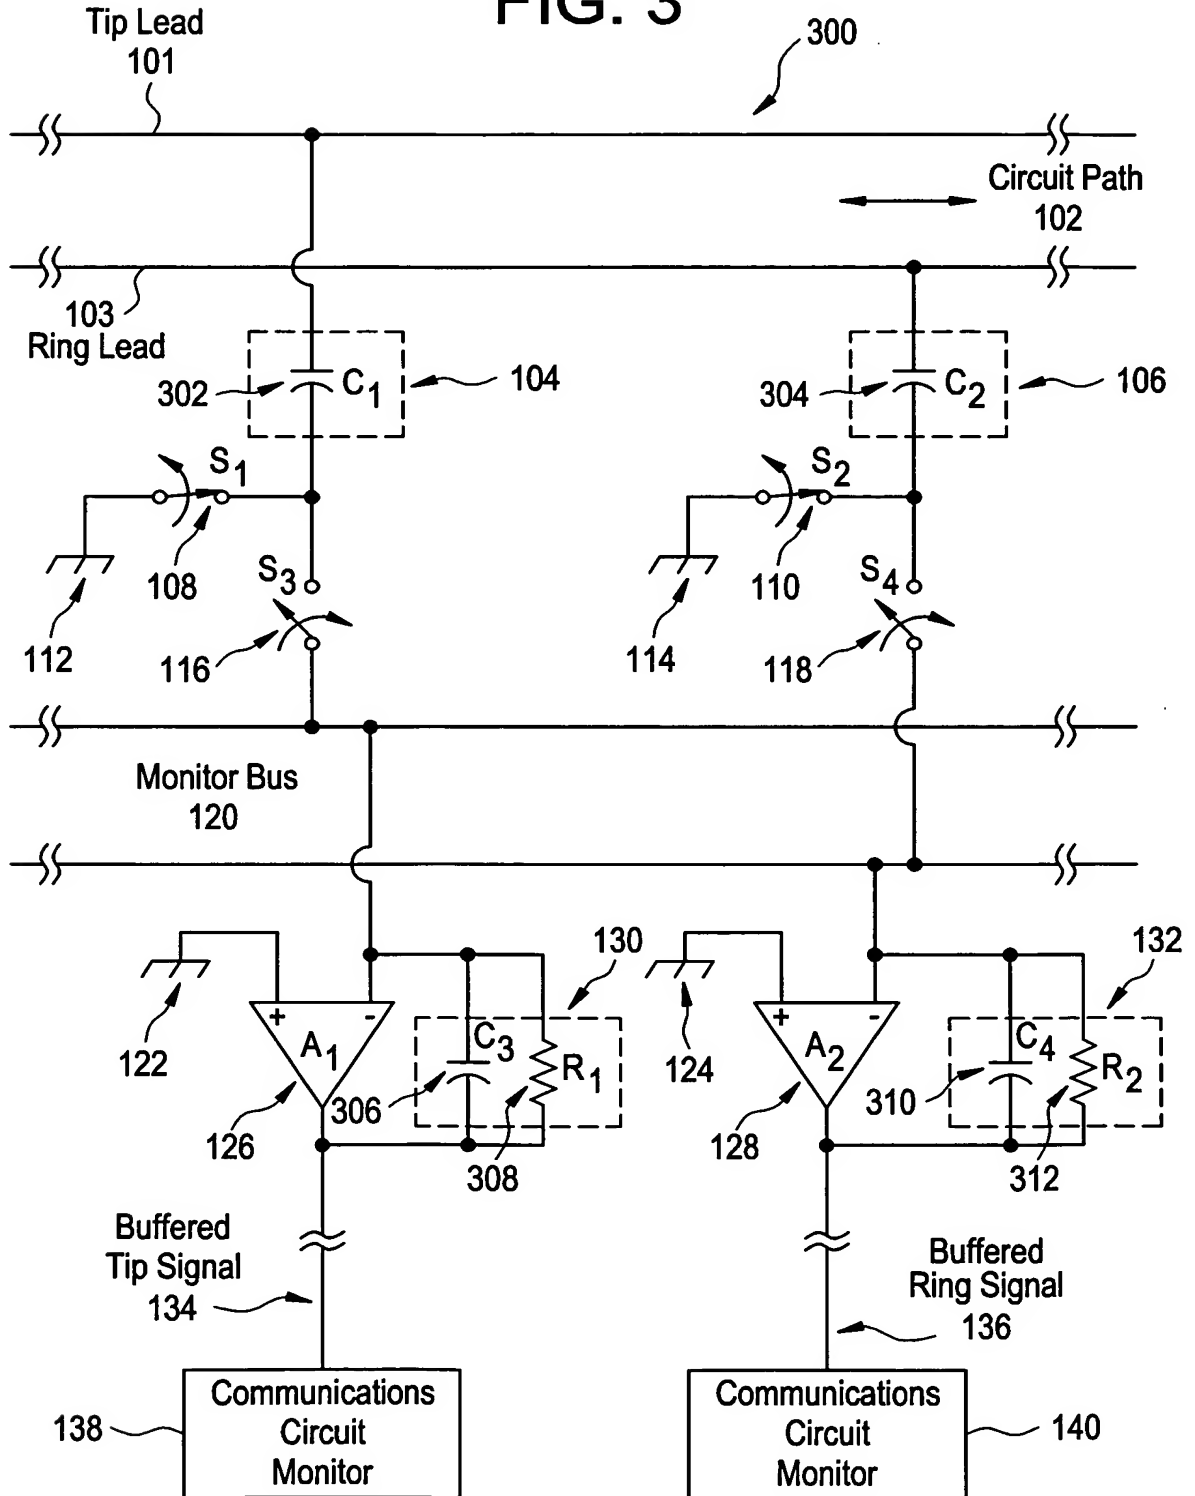 FIG. 3
Tip Lead
101
300
Circuit Path
102
103
Ring Lead
302
C1
104
304
C2
106
S1
S2
108
110
S3
S4
112
116
114
118
Monitor Bus
120
130
132
+
-
A1
C3
R1
+
-
A2
C4
R2
122
306
124
310
126
308
128
312
Buffered
Tip Signal
134
Buffered
Ring Signal
136
138
Communications
Circuit
Monitor
Communications
Circuit
Monitor
140